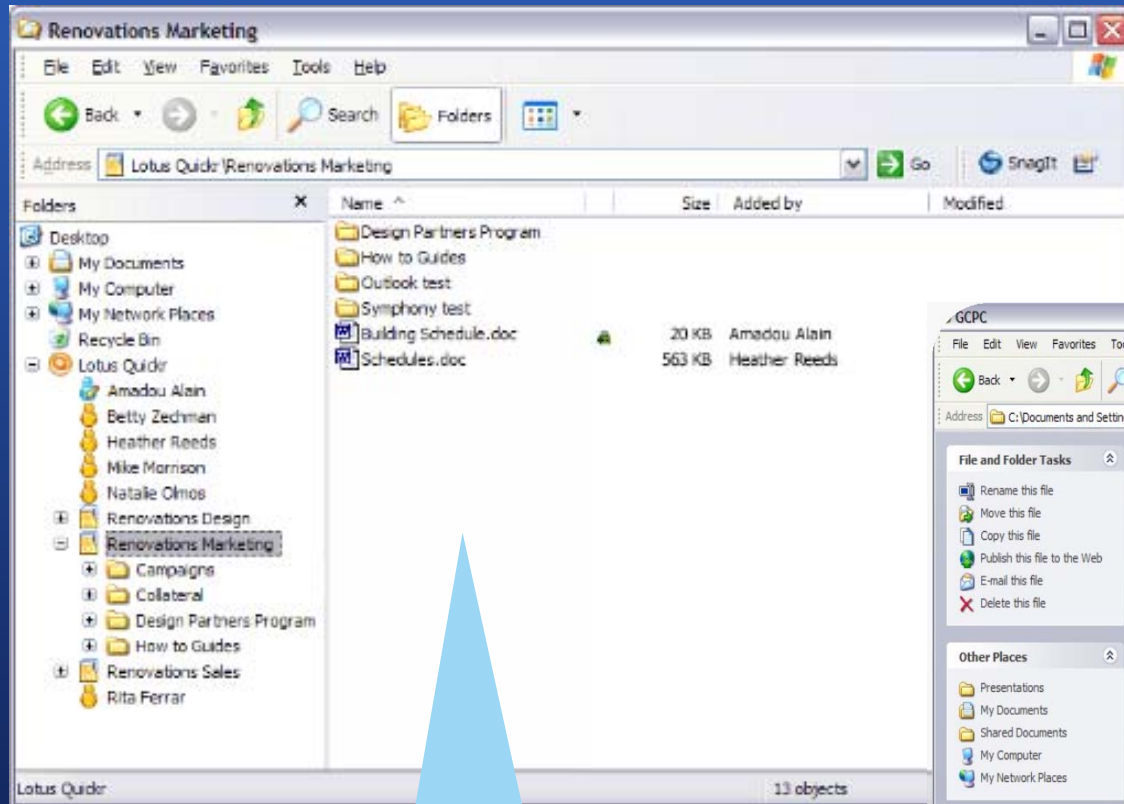 Renovations Marketing
File Edit View Favorites Tools Help
Back Search Folders
Address Lotus Quickr\Renovations Marketing Go SnagIt
Folders Name Size Added by Modified
Desktop
My Documents
My Computer
My Network Places
Recycle Bin
Lotus Quickr
Amadou Alain
Betty Zechman
Heather Reeds
Mike Morrison
Natalie Olmos
Renovations Design
Renovations Marketing
Campaigns
Collateral
Design Partners Program
How to Guides
Renovations Sales
Rita Ferrar
Design Partners Program
How to Guides
Outlook test
Symphony test
Building Schedule.doc 20 KB Amadou Alain
Schedules.doc 563 KB Heather Reeds
Lotus Quickr 13 objects
GCPC
File Edit View Favorites Too
Back
Address C:\Documents and Setting
File and Folder Tasks
Rename this file
Move this file
Copy this file
Publish this file to the Web
E-mail this file
Delete this file
Other Places
Presentations
My Documents
Shared Documents
My Computer
My Network Places